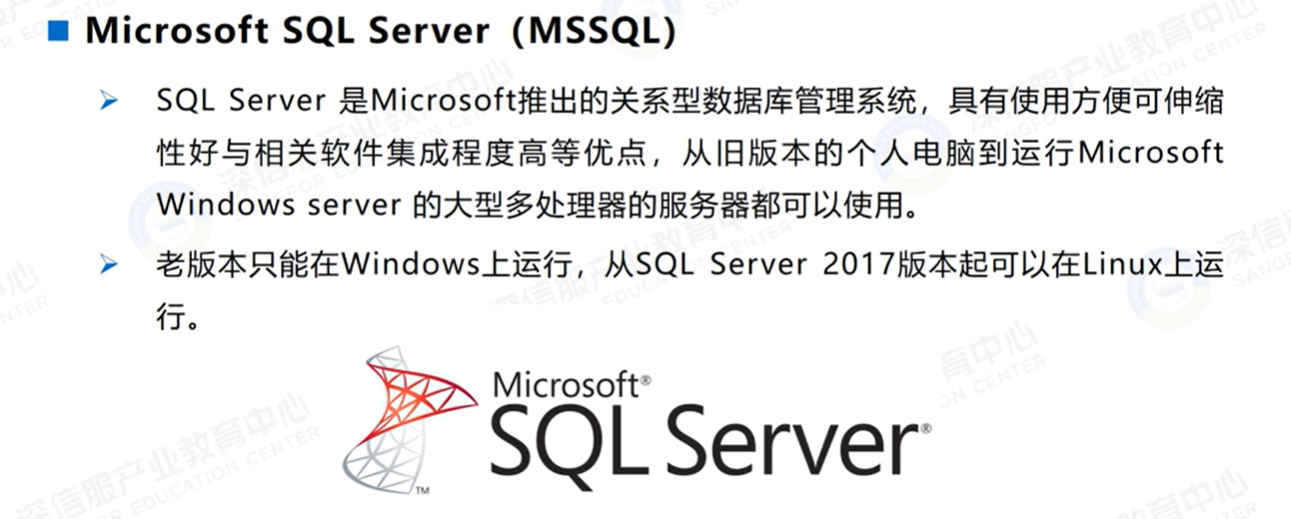 Microsoft SQL Server（MSSQL）
SQL Server 是Microsoft推出的关系型数据库管理系统，具有使用方便可伸缩
性好与相关软件集成程度高等优点，从旧版本的个人电脑到运行Microsoft
Windows server 的大型多处理器的服务器都可以使用。
老版本只能在Windows上运行，从SQL Server 2017版本起可以在Linux上运
行。
Microsoft®
SQL Server®
TM
深信服产业教育中心
SANGFOR EDUCATION CENTER